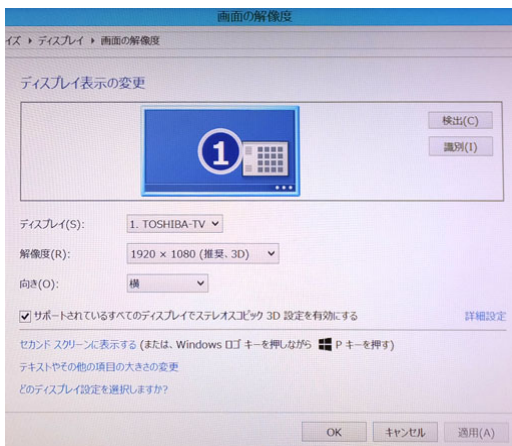 画面の解像度
イズ ▸ ディスプレイ ▸ 画面の解像度
ディスプレイ表示の変更
1
検出(C)
識別(I)
ディスプレイ(S): 1. TOSHIBA-TV
解像度(R): 1920 × 1080 (推奨、3D)
向き(O): 横
サポートされているすべてのディスプレイでステレオスコピック 3D 設定を有効にする 詳細設定
セカンド スクリーンに表示する (または、Windows ロゴ キーを押しながら P キーを押す)
テキストやその他の項目の大きさの変更
どのディスプレイ設定を選択しますか?
OK キャンセル 適用(A)